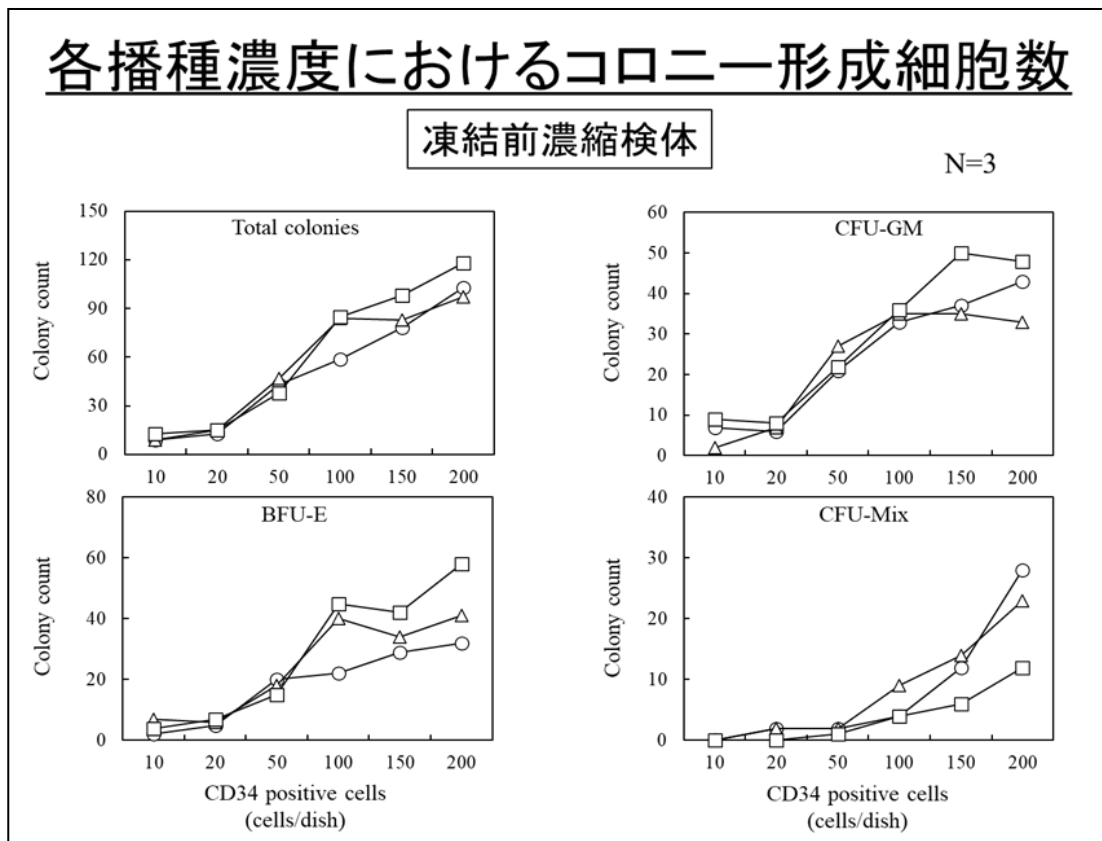 各播種濃度におけるコロニー形成細胞数
凍結前濃縮検体
N=3
Total colonies
Colony count
150
120
90
60
30
0
10 20 50 100 150 200
CFU-GM
Colony count
60
50
40
30
20
10
0
10 20 50 100 150 200
BFU-E
Colony count
80
60
40
20
0
10 20 50 100 150 200
CD34 positive cells
(cells/dish)
CFU-Mix
Colony count
40
30
20
10
0
10 20 50 100 150 200
CD34 positive cells
(cells/dish)